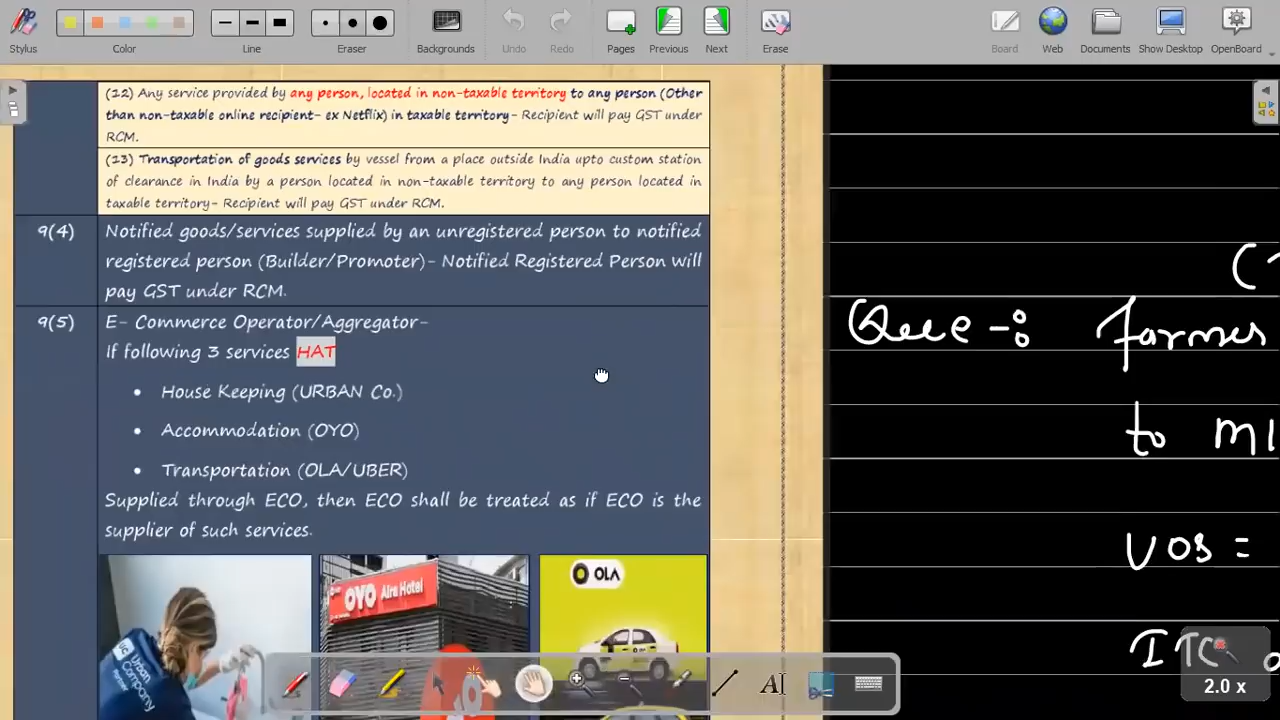 Stylus
Color
Line
Eraser
Backgrounds
Undo
Redo
Pages
Previous
Next
Erase
Board
Web
Documents
Show Desktop
OpenBoard
(12) Any service provided by any person, located in non-taxable territory to any person (Other
than non-taxable online recipient- ex Netflix) in taxable territory- Recipient will pay GST under
RCM.
(13) Transportation of goods services by vessel from a place outside India upto custom station
of clearance in India by a person located in non-taxable territory to any person located in
taxable territory- Recipient will pay GST under RCM.
9(4)
Notified goods/services supplied by an unregistered person to notified
registered person (Builder/Promoter)- Notified Registered Person will
pay GST under RCM.
9(5)
E- Commerce Operator/Aggregator-
If following 3 services HAT
• House Keeping (URBAN Co.)
• Accommodation (OYO)
• Transportation (OLA/UBER)
Supplied through ECO, then ECO shall be treated as if ECO is the
supplier of such services.
Urban
Company
OYO Aira Hotel
OLA
Que -:  farmer
to
VOS =
ITC
2.0 x